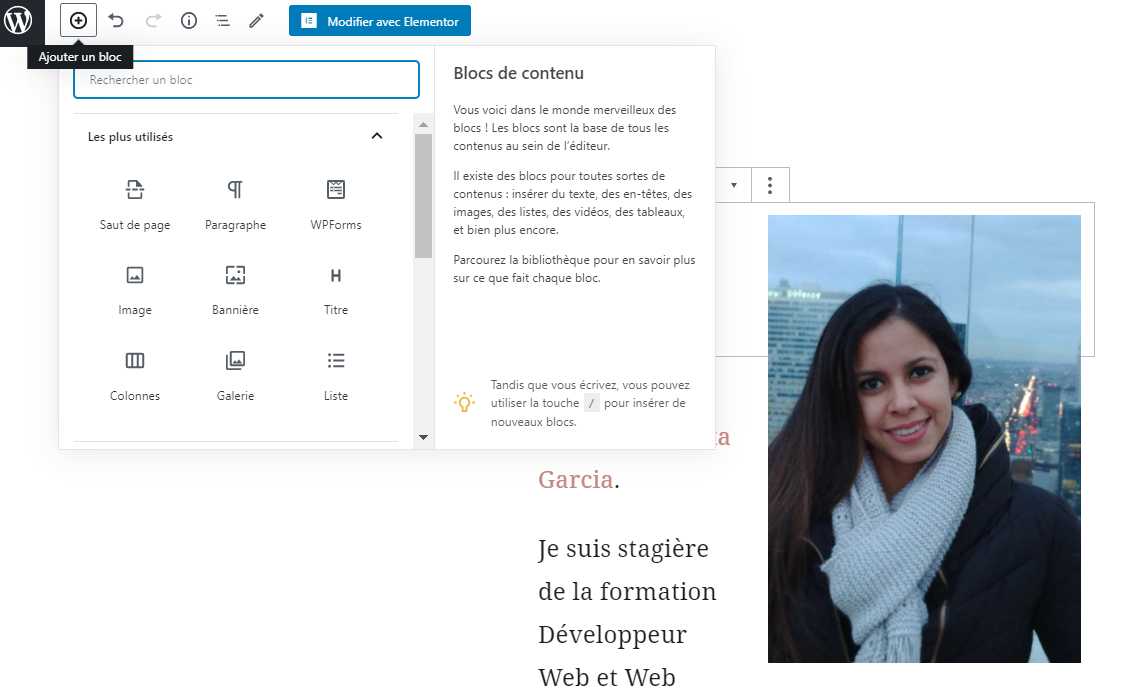 Modifier avec Elementor
Ajouter un bloc
Rechercher un bloc
Les plus utilisés
Saut de page
Paragraphe
WPForms
Image
Bannière
Titre
Colonnes
Galerie
Liste
Blocs de contenu
Vous voici dans le monde merveilleux des
blocs ! Les blocs sont la base de tous les
contenus au sein de l’éditeur.
Il existe des blocs pour toutes sortes de
contenus : insérer du texte, des en-têtes, des
images, des listes, des vidéos, des tableaux,
et bien plus encore.
Parcourez la bibliothèque pour en savoir plus
sur ce que fait chaque bloc.
Tandis que vous écrivez, vous pouvez
utiliser la touche / pour insérer de
nouveaux blocs.
Garcia.
Je suis stagière
de la formation
Développeur
Web et Web